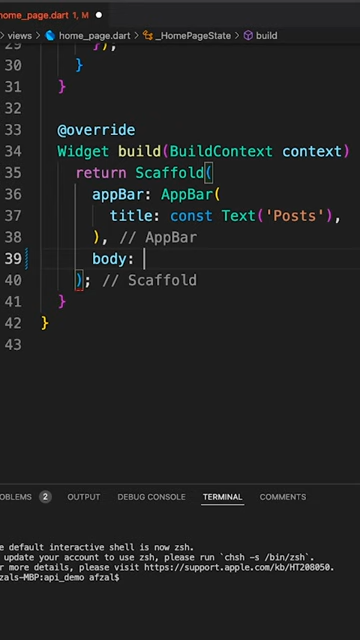 home_page.dart 1, M
views > home_page.dart > _HomePageState > build
29 });
30 }
31 }
32
33 @override
34 Widget build(BuildContext context)
35 return Scaffold(
36 appBar: AppBar(
37 title: const Text('Posts'),
38 ), // AppBar
39 body:
40 ); // Scaffold
41 }
42 }
43
OBLEMS 2 OUTPUT DEBUG CONSOLE TERMINAL COMMENTS
e default interactive shell is now zsh.
update your account to use zsh, please run `chsh -s /bin/zsh`.
r more details, please visit https://support.apple.com/kb/HT208050.
zals-MBP:api_demo afzal$